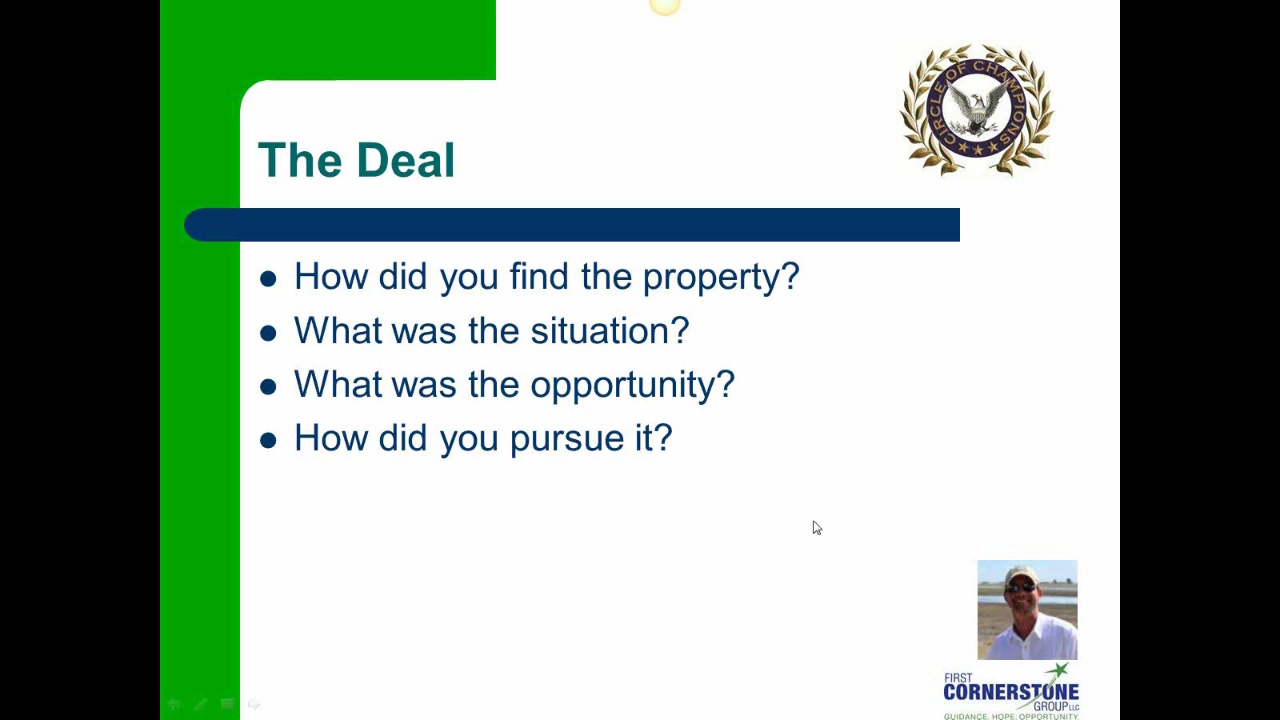 CIRCLE OF CHAMPIONS
The Deal
How did you find the property?
What was the situation?
What was the opportunity?
How did you pursue it?
FIRST
CORNERSTONE
GROUP LLC
GUIDANCE. HOPE. OPPORTUNITY.